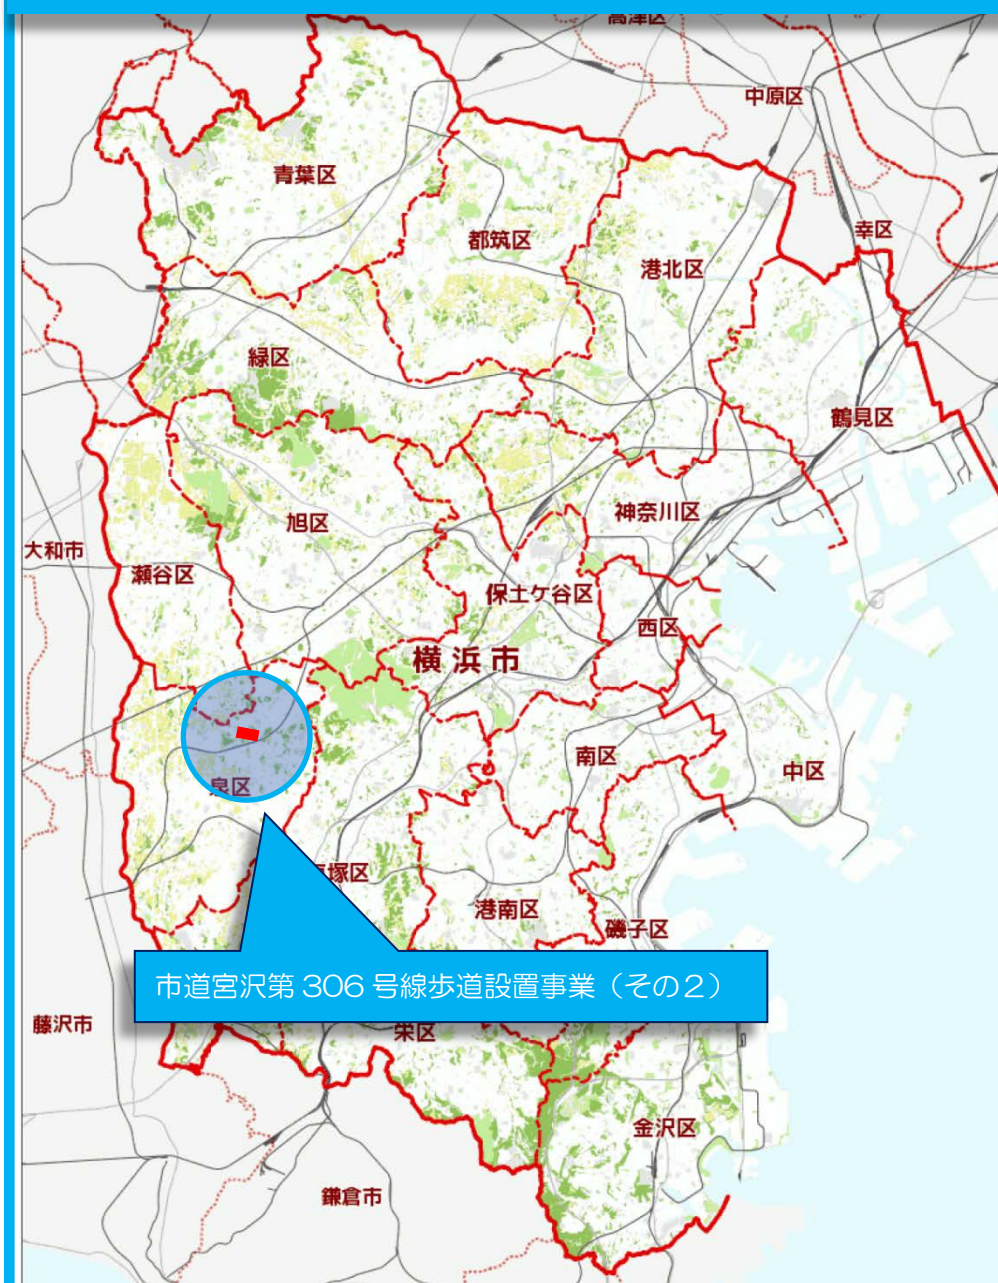 高津区
中原区
青葉区
幸区
都筑区
港北区
緑区
鶴見区
神奈川区
旭区
大和市
瀬谷区
保土ケ谷区
西区
横浜市
南区
中区
泉区
塚区
港南区
磯子区
市道宮沢第 306 号線歩道設置事業（その２）
藤沢市
栄区
金沢区
鎌倉市